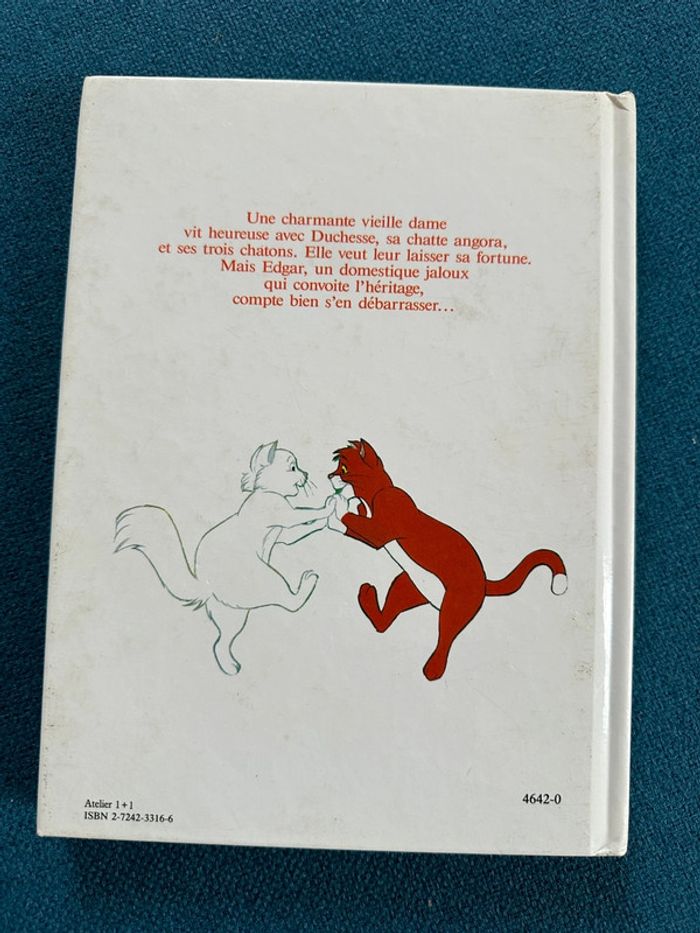 Une charmante vieille dame
vit heureuse avec Duchesse, sa chatte angora,
et ses trois chatons. Elle veut leur laisser sa fortune.
Mais Edgar, un domestique jaloux
qui convoite l'héritage,
compte bien s'en débarrasser...
Atelier 1+1
ISBN 2-7242-3316-6
4642-0